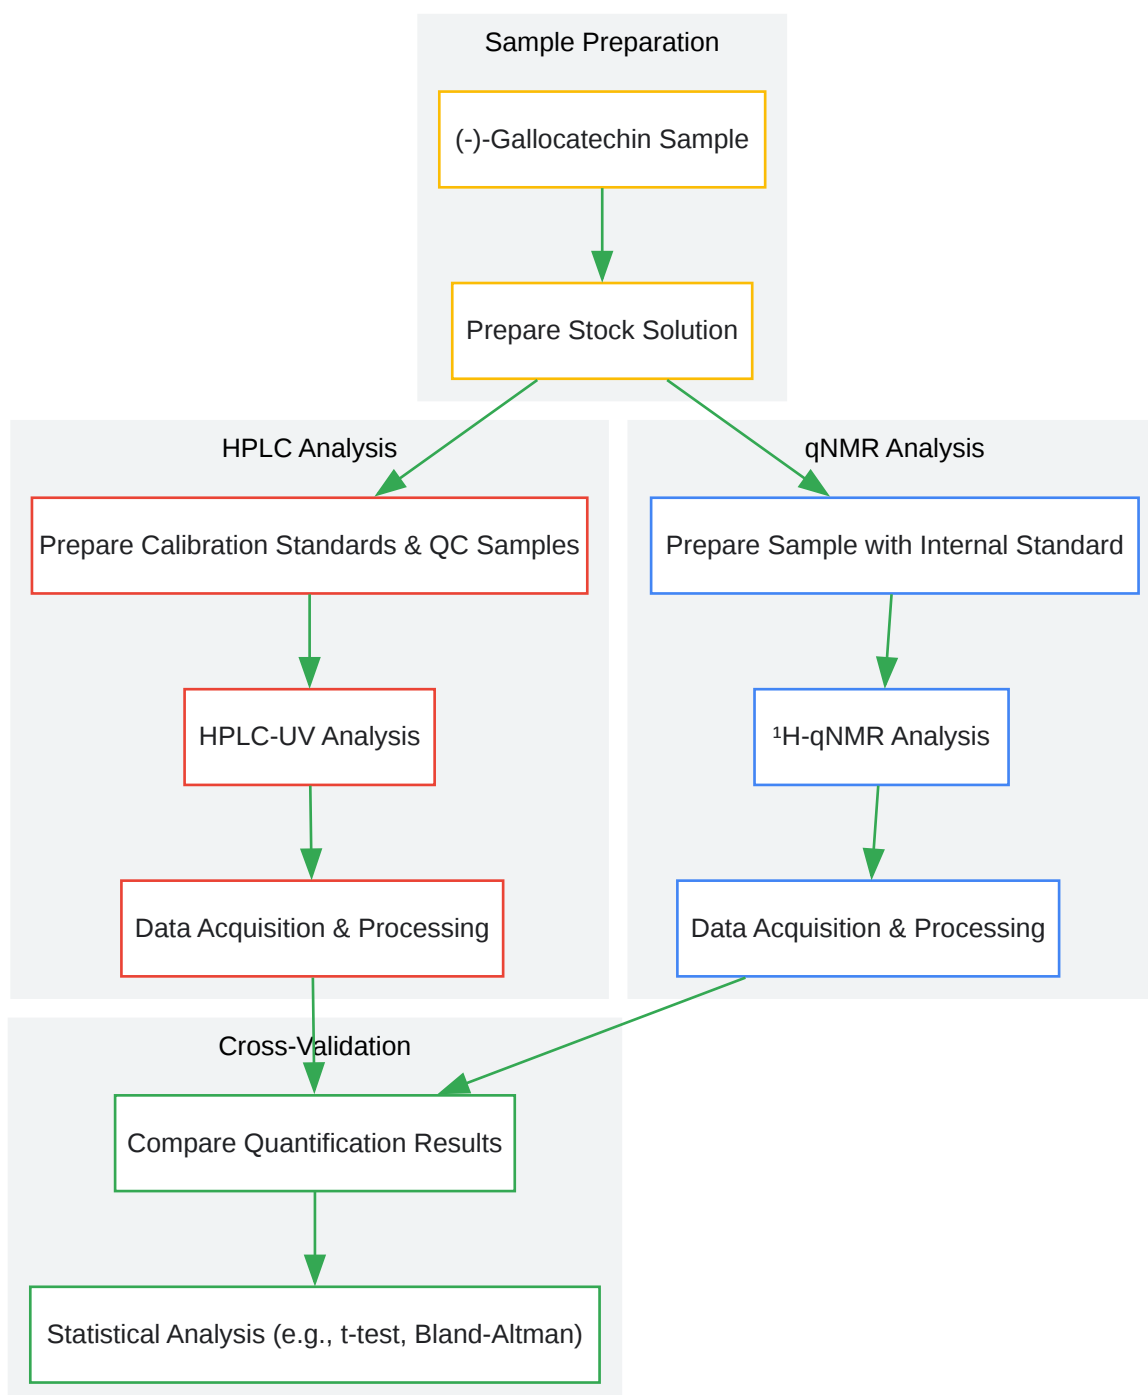 Sample Preparation
(-)-Gallocatechin Sample
Prepare Stock Solution
HPLC Analysis
Prepare Calibration Standards & QC Samples
HPLC-UV Analysis
Data Acquisition & Processing
qNMR Analysis
Prepare Sample with Internal Standard
¹H-qNMR Analysis
Data Acquisition & Processing
Cross-Validation
Compare Quantification Results
Statistical Analysis (e.g., t-test, Bland-Altman)